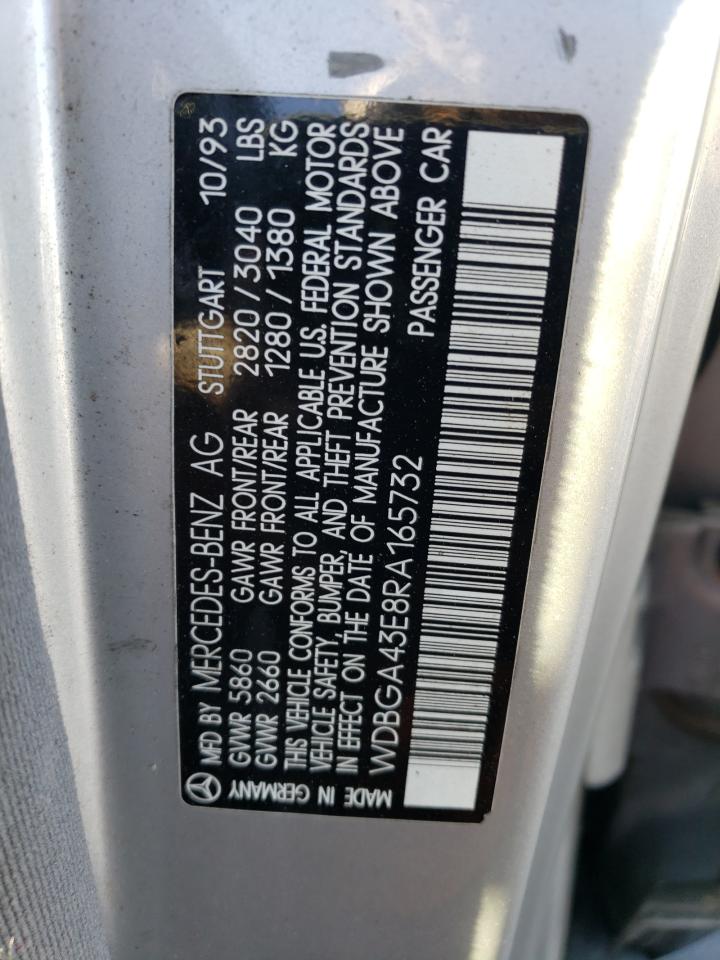 MFD BY MERCEDES-BENZ AG STUTTGART 10/93
GVWR 5860 GAWR FRONT/REAR 2820/3040 LBS
GVWR 2660 GAWR FRONT/REAR 1280/1380 KG
THIS VEHICLE CONFORMS TO ALL APPLICABLE U.S. FEDERAL MOTOR
VEHICLE SAFETY, BUMPER, AND THEFT PREVENTION STANDARDS
IN EFFECT ON THE DATE OF MANUFACTURE SHOWN ABOVE
WDBGA43E8RA165732 PASSENGER CAR
MADE IN GERMANY